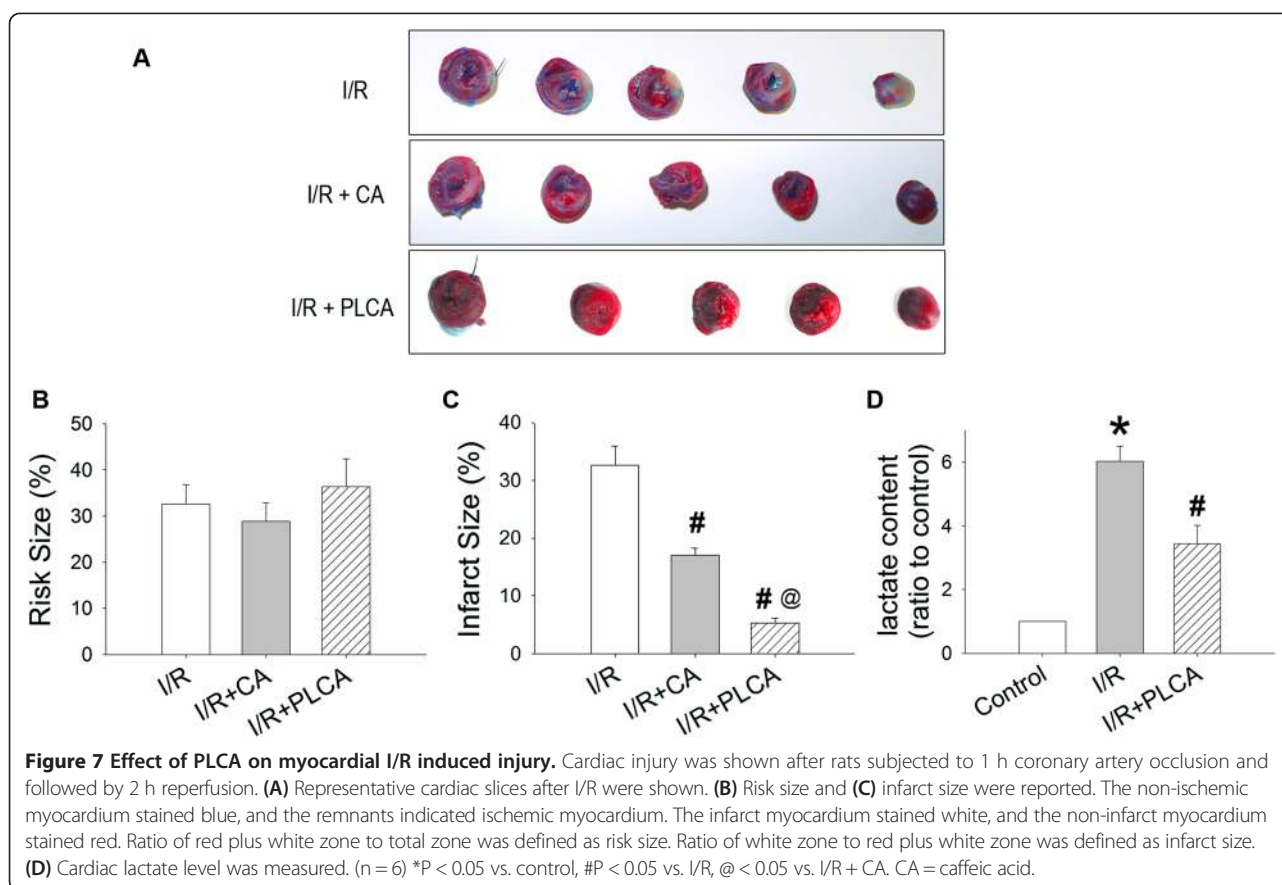 A
I/R
I/R + CA
I/R + PLCA
B
Risk Size (%)
50
40
30
20
10
0
I/R
I/R+CA
I/R+PLCA
C
Infarct Size (%)
40
30
20
10
0
#
# @
I/R
I/R+CA
I/R+PLCA
D
lactate content
(ratio to control)
6
4
2
0
*
#
Control
I/R
I/R+PLCA
Figure 7 Effect of PLCA on myocardial I/R induced injury. Cardiac injury was shown after rats subjected to 1 h coronary artery occlusion and
followed by 2 h reperfusion. (A) Representative cardiac slices after I/R were shown. (B) Risk size and (C) infarct size were reported. The non-ischemic
myocardium stained blue, and the remnants indicated ischemic myocardium. The infarct myocardium stained white, and the non-infarct myocardium
stained red. Ratio of red plus white zone to total zone was defined as risk size. Ratio of white zone to red plus white zone was defined as infarct size.
(D) Cardiac lactate level was measured. (n = 6) *P < 0.05 vs. control, #P < 0.05 vs. I/R, @ < 0.05 vs. I/R + CA. CA = caffeic acid.